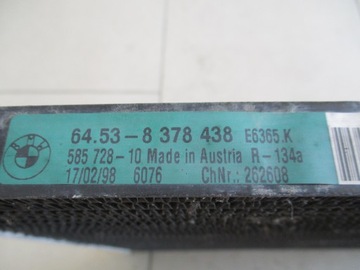 64.53-8 378 438 E6365.K
585 728-10 Made in Austria R-134a
17/02/98 6076 ChNr.: 262608